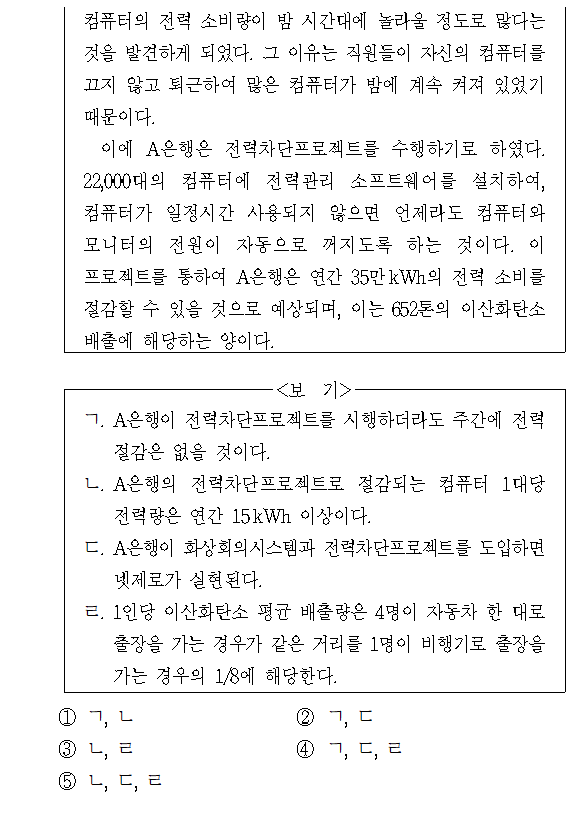 컴퓨터의 전력 소비량이 밤 시간대에 놀라울 정도로 많다는
것을 발견하게 되었다. 그 이유는 직원들이 자신의 컴퓨터를
끄지 않고 퇴근하여 많은 컴퓨터가 밤에 계속 켜져 있었기
때문이다.
이에 A은행은 전력차단프로젝트를 수행하기로 하였다.
22,000대의 컴퓨터에 전력관리 소프트웨어를 설치하여,
컴퓨터가 일정시간 사용되지 않으면 언제라도 컴퓨터와
모니터의 전원이 자동으로 꺼지도록 하는 것이다. 이
프로젝트를 통하여 A은행은 연간 35만kWh의 전력 소비를
절감할 수 있을 것으로 예상되며, 이는 652톤의 이산화탄소
배출에 해당하는 양이다.
<보 기>
ㄱ. A은행이 전력차단프로젝트를 시행하더라도 주간에 전력
절감은 없을 것이다.
ㄴ. A은행의 전력차단프로젝트로 절감되는 컴퓨터 1대당
전력량은 연간 15kWh 이상이다.
ㄷ. A은행이 화상회의시스템과 전력차단프로젝트를 도입하면
넷제로가 실현된다.
ㄹ. 1인당 이산화탄소 평균 배출량은 4명이 자동차 한 대로
출장을 가는 경우가 같은 거리를 1명이 비행기로 출장을
가는 경우의 1/8에 해당한다.
① ㄱ, ㄴ ② ㄱ, ㄷ
③ ㄴ, ㄹ ④ ㄱ, ㄷ, ㄹ
⑤ ㄴ, ㄷ, ㄹ